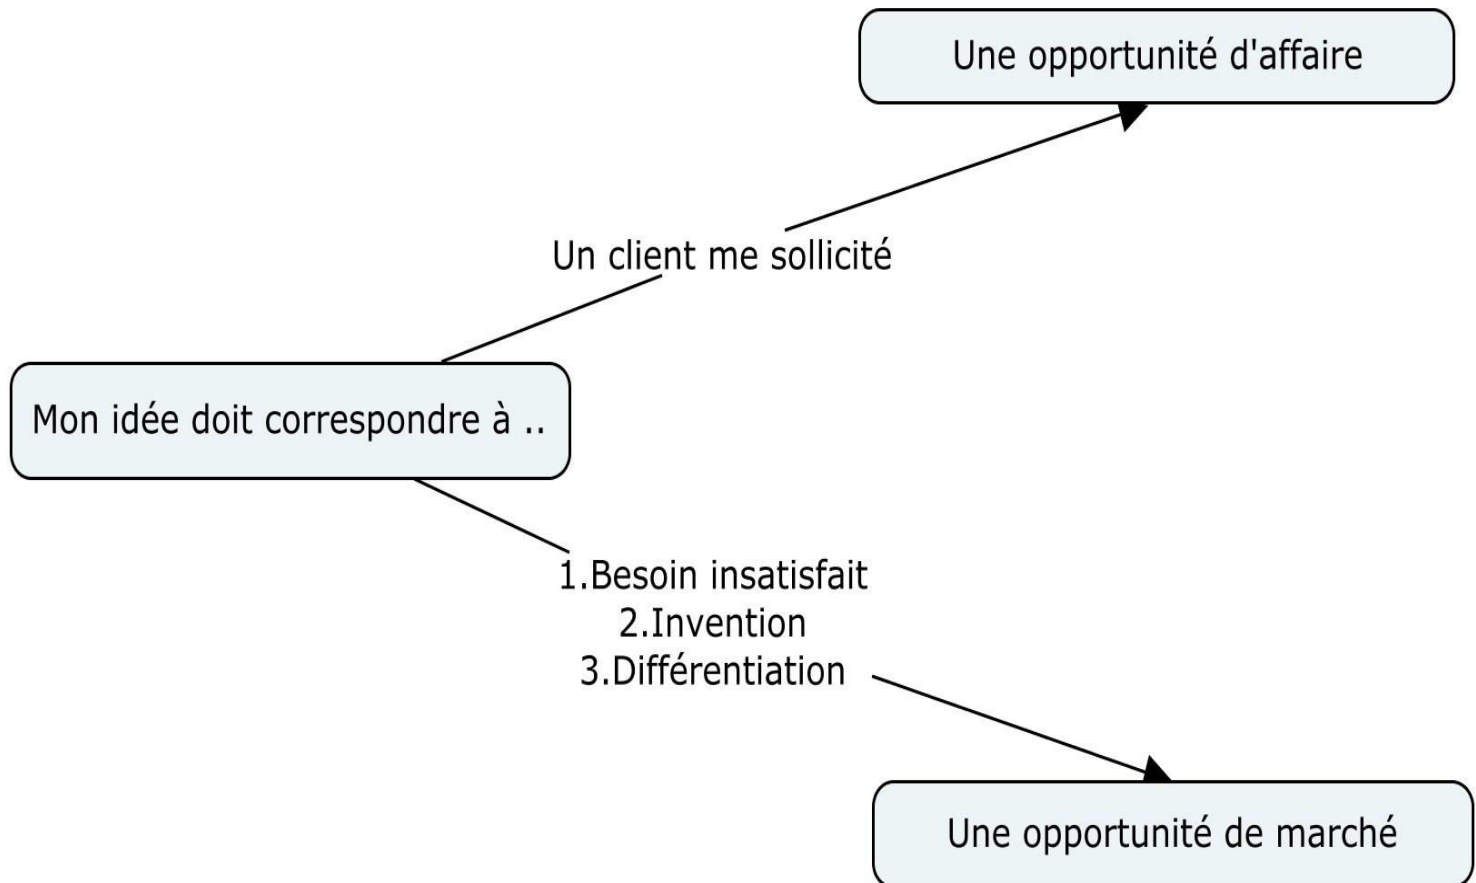 Une opportunité d'affaire
Un client me sollicité
Mon idée doit correspondre à ..
1.Besoin insatisfait
2.Invention
3.Différentiation
Une opportunité de marché